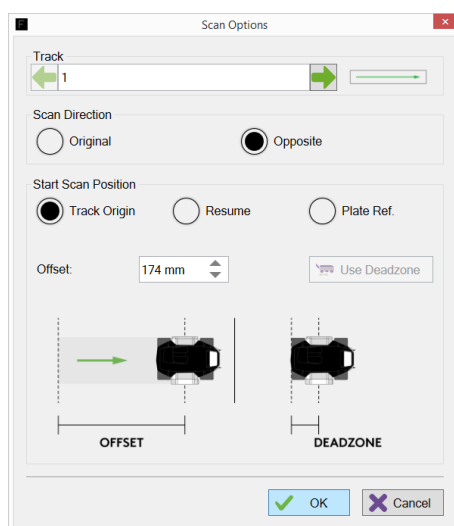 F
Scan Options
x
Track
1
Scan Direction
Original Opposite
Start Scan Position
Track Origin Resume Plate Ref.
Offset: 174 mm Use Deadzone
OFFSET DEADZONE
OK Cancel